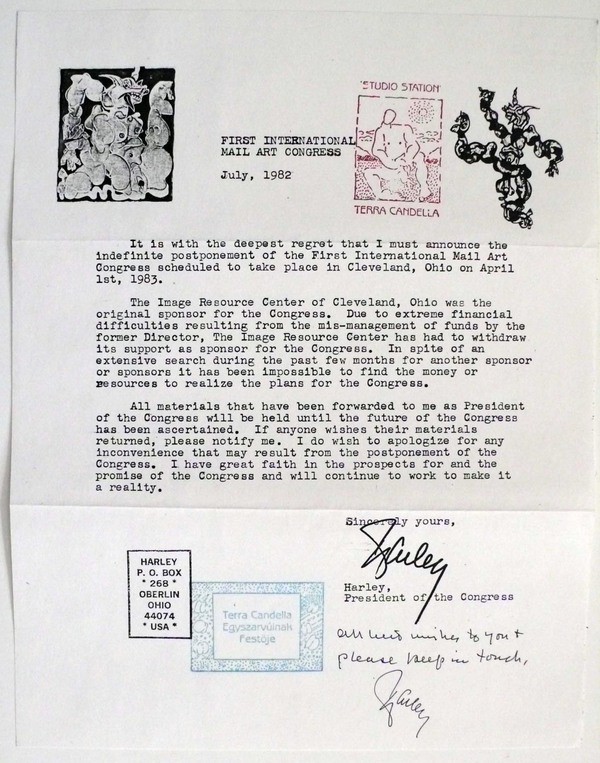 'STUDIO STATION'
FIRST INTERNATIONAL
MAIL ART CONGRESS
July, 1982
TERRA CANDELLA
It is with the deepest regret that I must announce the
indefinite postponement of the First International Mail Art
Congress scheduled to take place in Cleveland, Ohio on April
1st, 1983.
The Image Resource Center of Cleveland, Ohio was the
original sponsor for the Congress. Due to extreme financial
difficulties resulting from the mis-management of funds by the
former Director, The Image Resource Center has had to withdraw
its support as sponsor for the Congress. In spite of an
extensive search during the past few months for another sponsor
or sponsors it has been impossible to find the money or
resources to realize the plans for the Congress.
All materials that have been forwarded to me as President
of the Congress will be held until the future of the Congress
has been ascertained. If anyone wishes their materials
returned, please notify me. I do wish to apologize for any
inconvenience that may result from the postponement of the
Congress. I have great faith in the prospects for and the
promise of the Congress and will continue to work to make it
a reality.
Sincerely yours,
Harley
Harley,
President of the Congress
HARLEY
P. O. BOX
* 268 *
OBERLIN
OHIO
44074
* USA *
Terra Candella
Egyszarvúinak
Festője
all wishes to you +
please keep in touch,
Harley